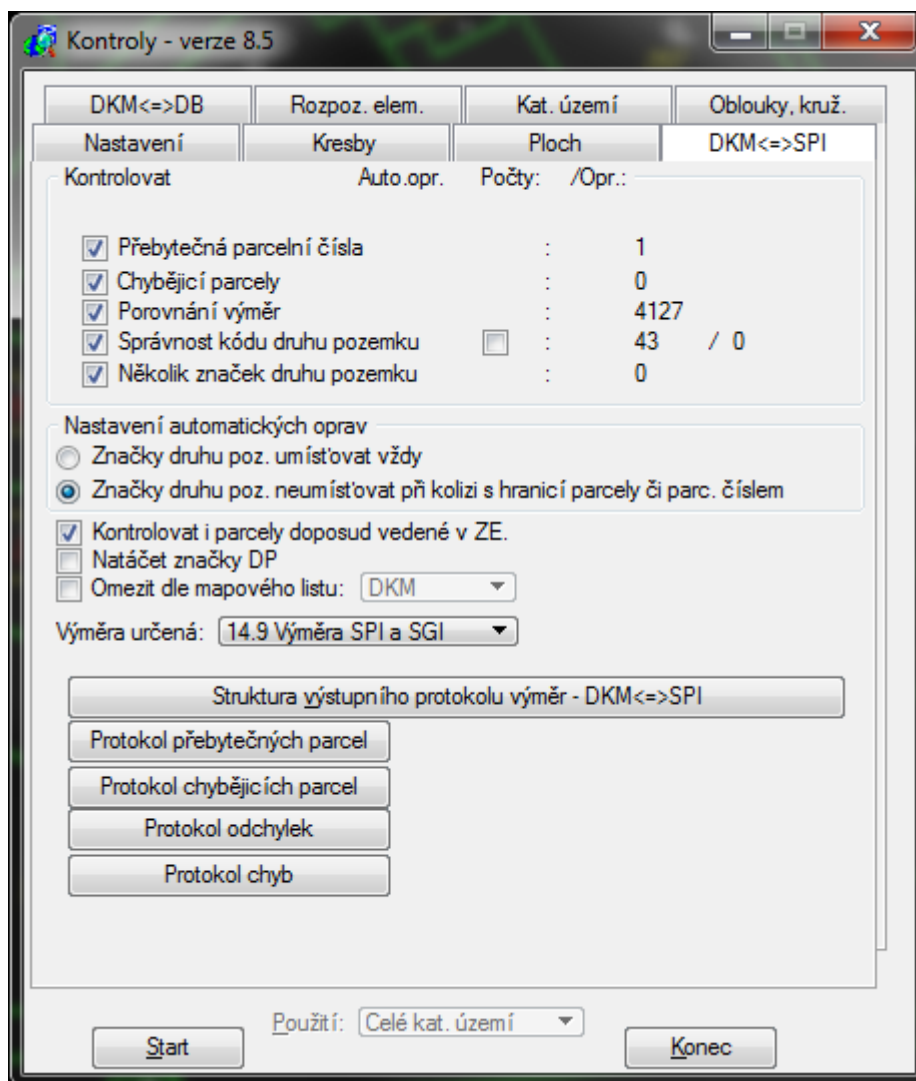 Kontroly - verze 8.5
DKM<=>DB Rozpoz. elem. Kat. území Oblouky, kruž.
Nastavení Kresby Ploch DKM<=>SPI
Kontrolovat Auto.opr. Počty: /Opr.:
Přebytečná parcelní čísla : 1
Chybějicí parcely : 0
Porovnání výměr : 4127
Správnost kódu druhu pozemku : 43 / 0
Několik značek druhu pozemku : 0
Nastavení automatických oprav
Značky druhu poz. umísťovat vždy
Značky druhu poz. neumísťovat při kolizi s hranicí parcely či parc. číslem
Kontrolovat i parcely doposud vedené v ZE.
Natáčet značky DP
Omezit dle mapového listu: DKM
Výměra určená: 14.9 Výměra SPI a SGI
Struktura výstupního protokolu výměr - DKM<=>SPI
Protokol přebytečných parcel
Protokol chybějicích parcel
Protokol odchylek
Protokol chyb
Použití: Celé kat. území
Start Konec